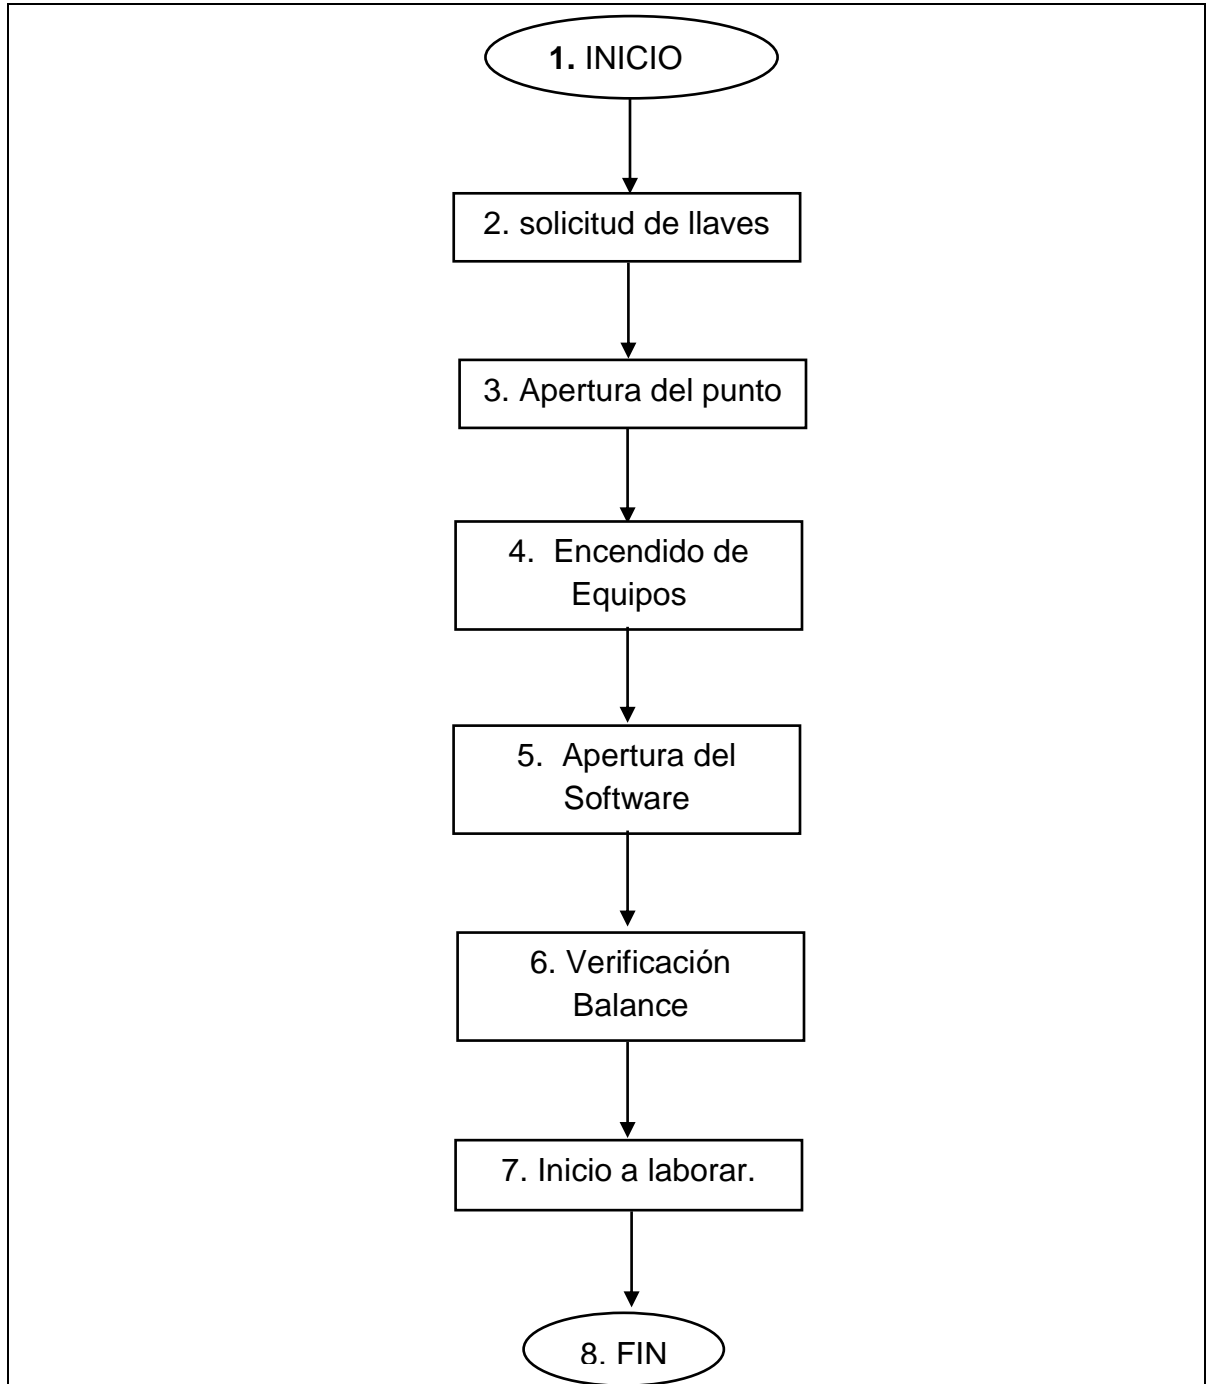 1. INICIO
2. solicitud de llaves
3. Apertura del punto
4. Encendido de
Equipos
5. Apertura del
Software
6. Verificación
Balance
7. Inicio a laborar.
8. FIN